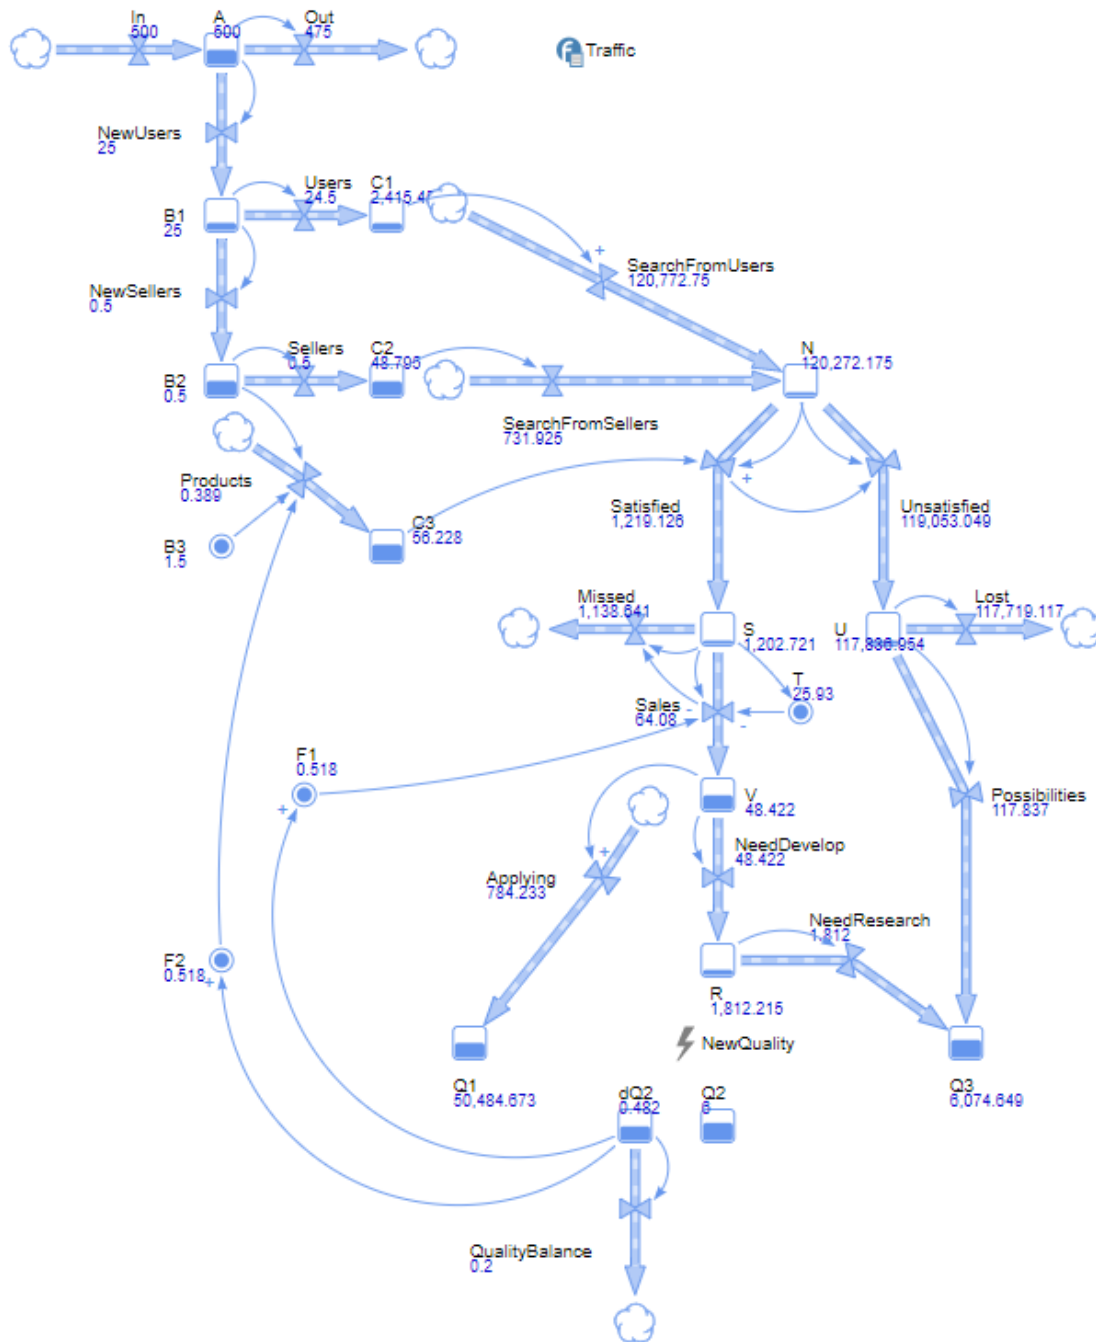 In
500
A
600
Out
475
Traffic
NewUsers
25
B1
25
Users
24.5
C1
+
SearchFromUsers
120,772.75
NewSellers
0.5
B2
0.5
Sellers
0.5
C2
48.795
N
120,272.175
SearchFromSellers
731.925
Products
0.389
B3
1.5
C3
56.228
+
Satisfied
1,219.126
Unsatisfied
119,053.049
Missed
1,138.641
S
1,202.721
U
Lost
117,719.117
T
25.93
Sales
64.08
-
-
F1
0.518
+
V
48.422
NeedDevelop
48.422
Possibilities
117.837
Applying
784.233
+
NeedResearch
1,812
F2
0.518
+
R
1,812.215
NewQuality
Q1
50,484.673
dQ2
0.482
Q2
6
Q3
6,074.649
QualityBalance
0.2